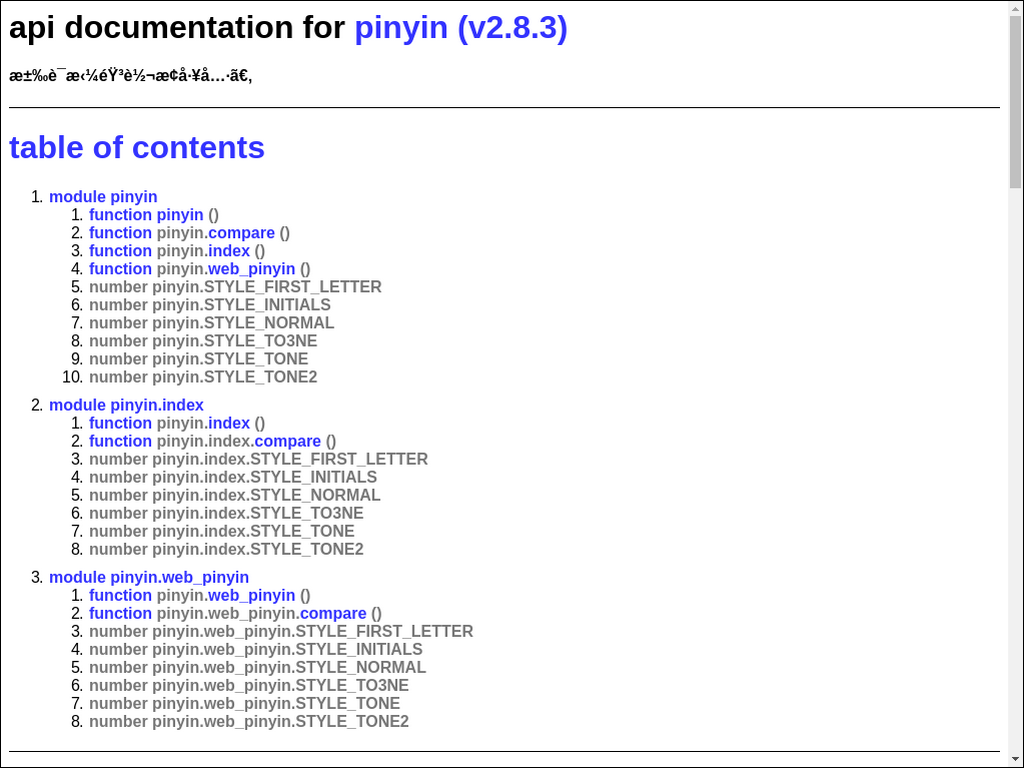 api documentation for pinyin (v2.8.3)
æ±‰è¯­æ‹¼éŸ³è½¬æ¢å·¥å…·ã€‚
table of contents
1. module pinyin
1. function pinyin ()
2. function pinyin.compare ()
3. function pinyin.index ()
4. function pinyin.web_pinyin ()
5. number pinyin.STYLE_FIRST_LETTER
6. number pinyin.STYLE_INITIALS
7. number pinyin.STYLE_NORMAL
8. number pinyin.STYLE_TO3NE
9. number pinyin.STYLE_TONE
10. number pinyin.STYLE_TONE2
2. module pinyin.index
1. function pinyin.index ()
2. function pinyin.index.compare ()
3. number pinyin.index.STYLE_FIRST_LETTER
4. number pinyin.index.STYLE_INITIALS
5. number pinyin.index.STYLE_NORMAL
6. number pinyin.index.STYLE_TO3NE
7. number pinyin.index.STYLE_TONE
8. number pinyin.index.STYLE_TONE2
3. module pinyin.web_pinyin
1. function pinyin.web_pinyin ()
2. function pinyin.web_pinyin.compare ()
3. number pinyin.web_pinyin.STYLE_FIRST_LETTER
4. number pinyin.web_pinyin.STYLE_INITIALS
5. number pinyin.web_pinyin.STYLE_NORMAL
6. number pinyin.web_pinyin.STYLE_TO3NE
7. number pinyin.web_pinyin.STYLE_TONE
8. number pinyin.web_pinyin.STYLE_TONE2